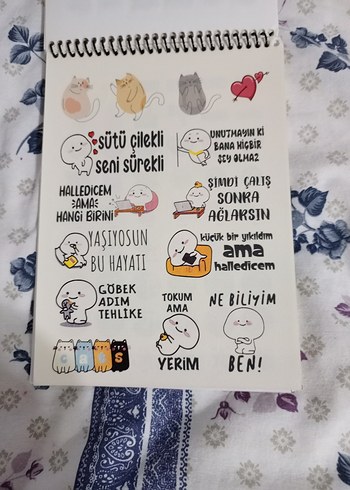 sütü çilekli
seni sürekli
UNUTMAYIN Kİ
BANA HİÇBİR
ŞEY OLMAZ
HALLEDİCEM
AMA
HANGİ BİRİNİ
ŞİMDİ ÇALIŞ
SONRA
AĞLARSIN
YAŞIYOSUN
BU HAYATI
küçük bir yıkıldım
ama
halledicem
GÖBEK
ADIM
TEHLİKE
TOKUM
AMA
YERİM
NE BİLİYİM
BEN!
CATS